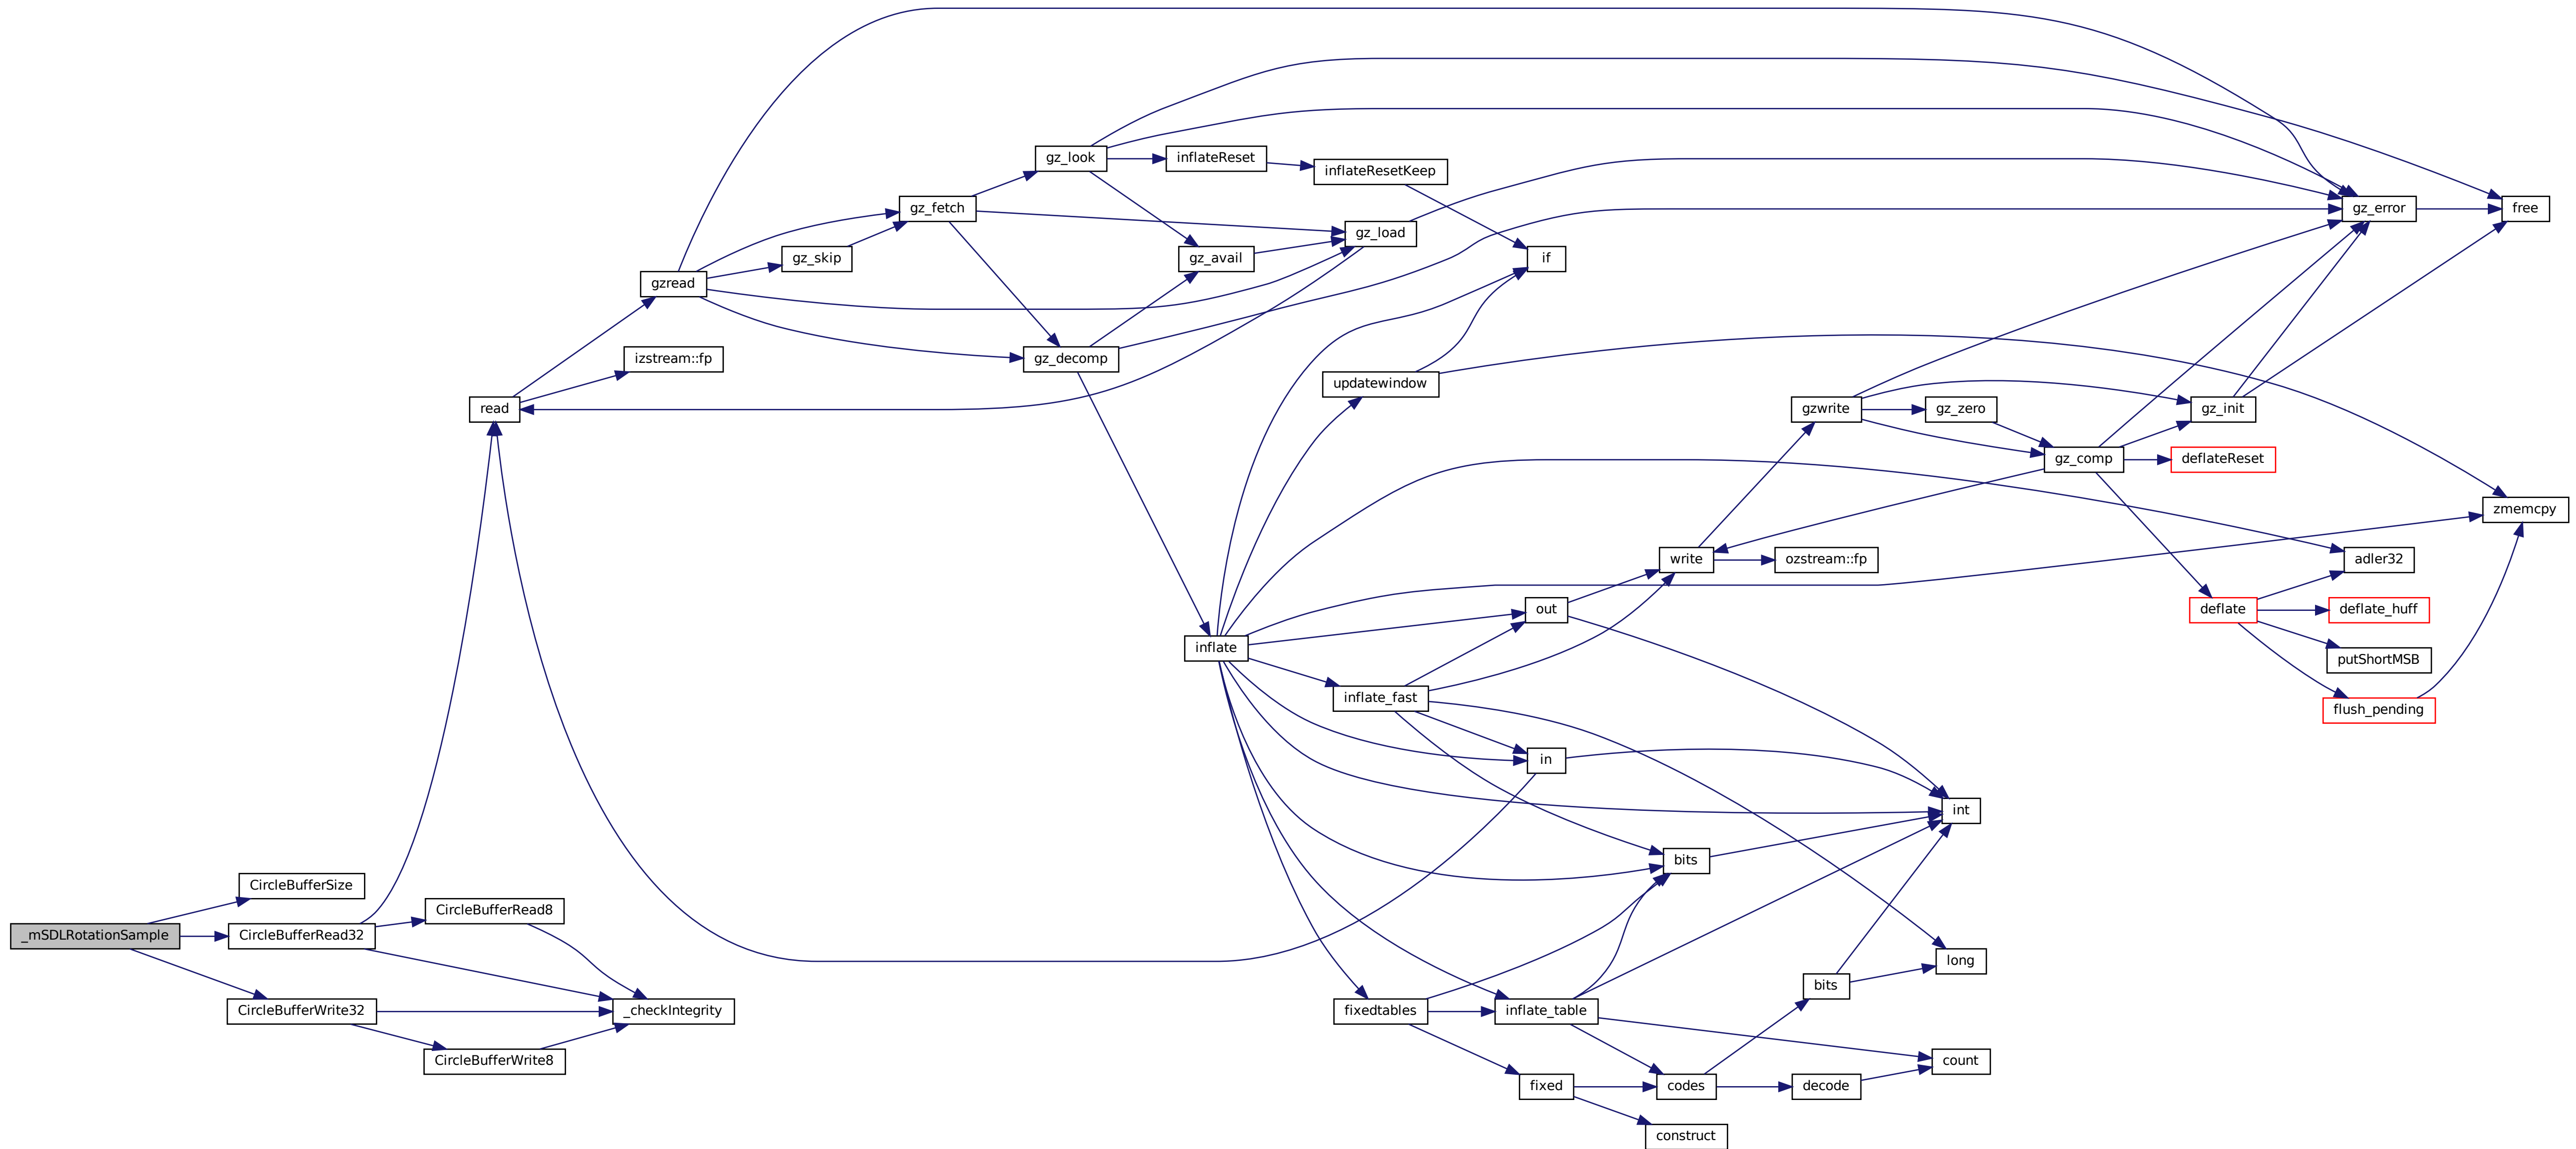 gz_look
inflateReset
inflateResetKeep
gz_fetch
gz_load
gz_error
free
gz_skip
gz_avail
if
gzread
izstream::fp
gz_decomp
updatewindow
read
gzwrite
gz_zero
gz_init
gz_comp
deflateReset
zmemcpy
write
ozstream::fp
adler32
out
deflate
deflate_huff
inflate
putShortMSB
inflate_fast
flush_pending
in
int
bits
CircleBufferSize
CircleBufferRead8
_mSDLRotationSample
CircleBufferRead32
long
bits
CircleBufferWrite32
_checkIntegrity
fixedtables
inflate_table
CircleBufferWrite8
count
fixed
codes
decode
construct